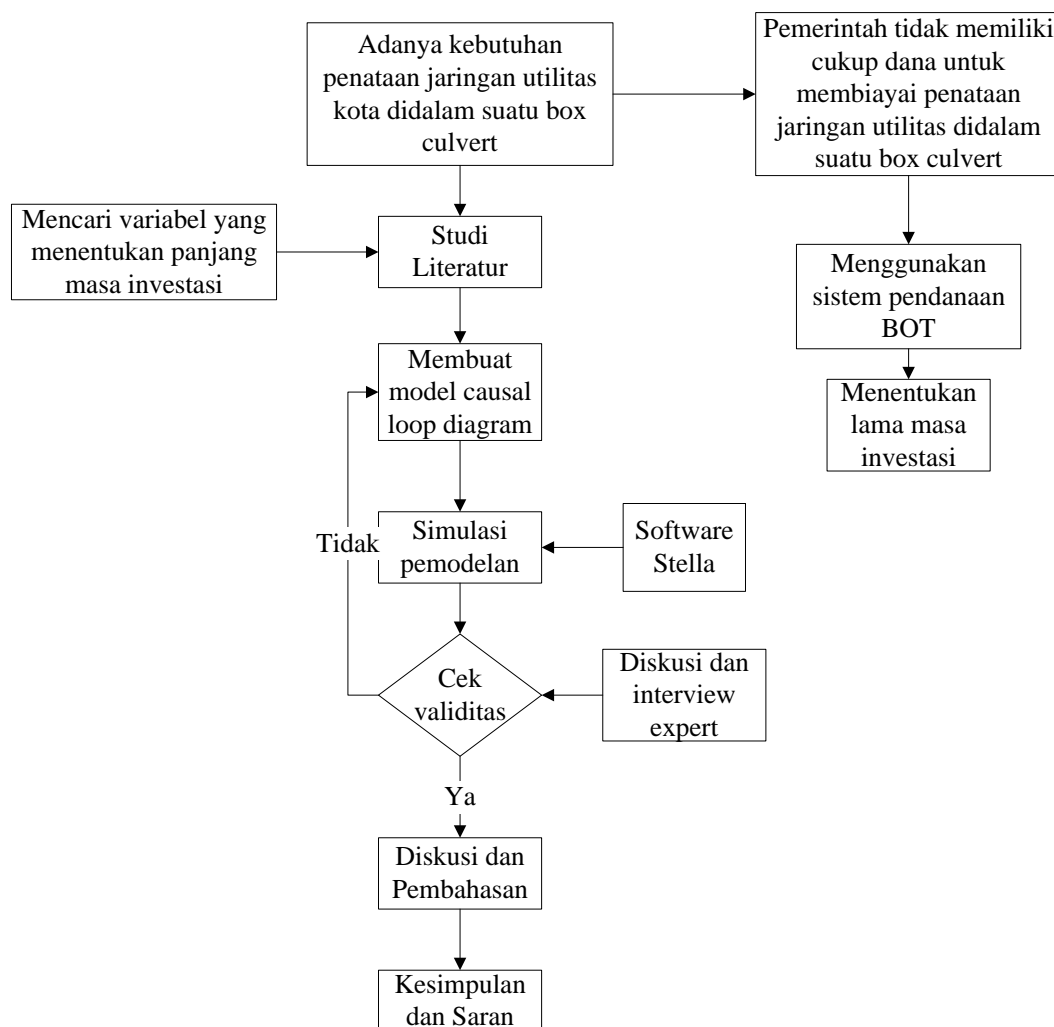 Adanya kebutuhan
penataan jaringan utilitas
kota didalam suatu box
culvert
Pemerintah tidak memiliki
cukup dana untuk
membiayai penataan
jaringan utilitas didalam
suatu box culvert
Mencari variabel yang
menentukan panjang
masa investasi
Studi
Literatur
Menggunakan
sistem pendanaan
BOT
Membuat
model causal
loop diagram
Menentukan
lama masa
investasi
Tidak
Simulasi
pemodelan
Software
Stella
Cek
validitas
Diskusi dan
interview
expert
Ya
Diskusi dan
Pembahasan
Kesimpulan
dan Saran